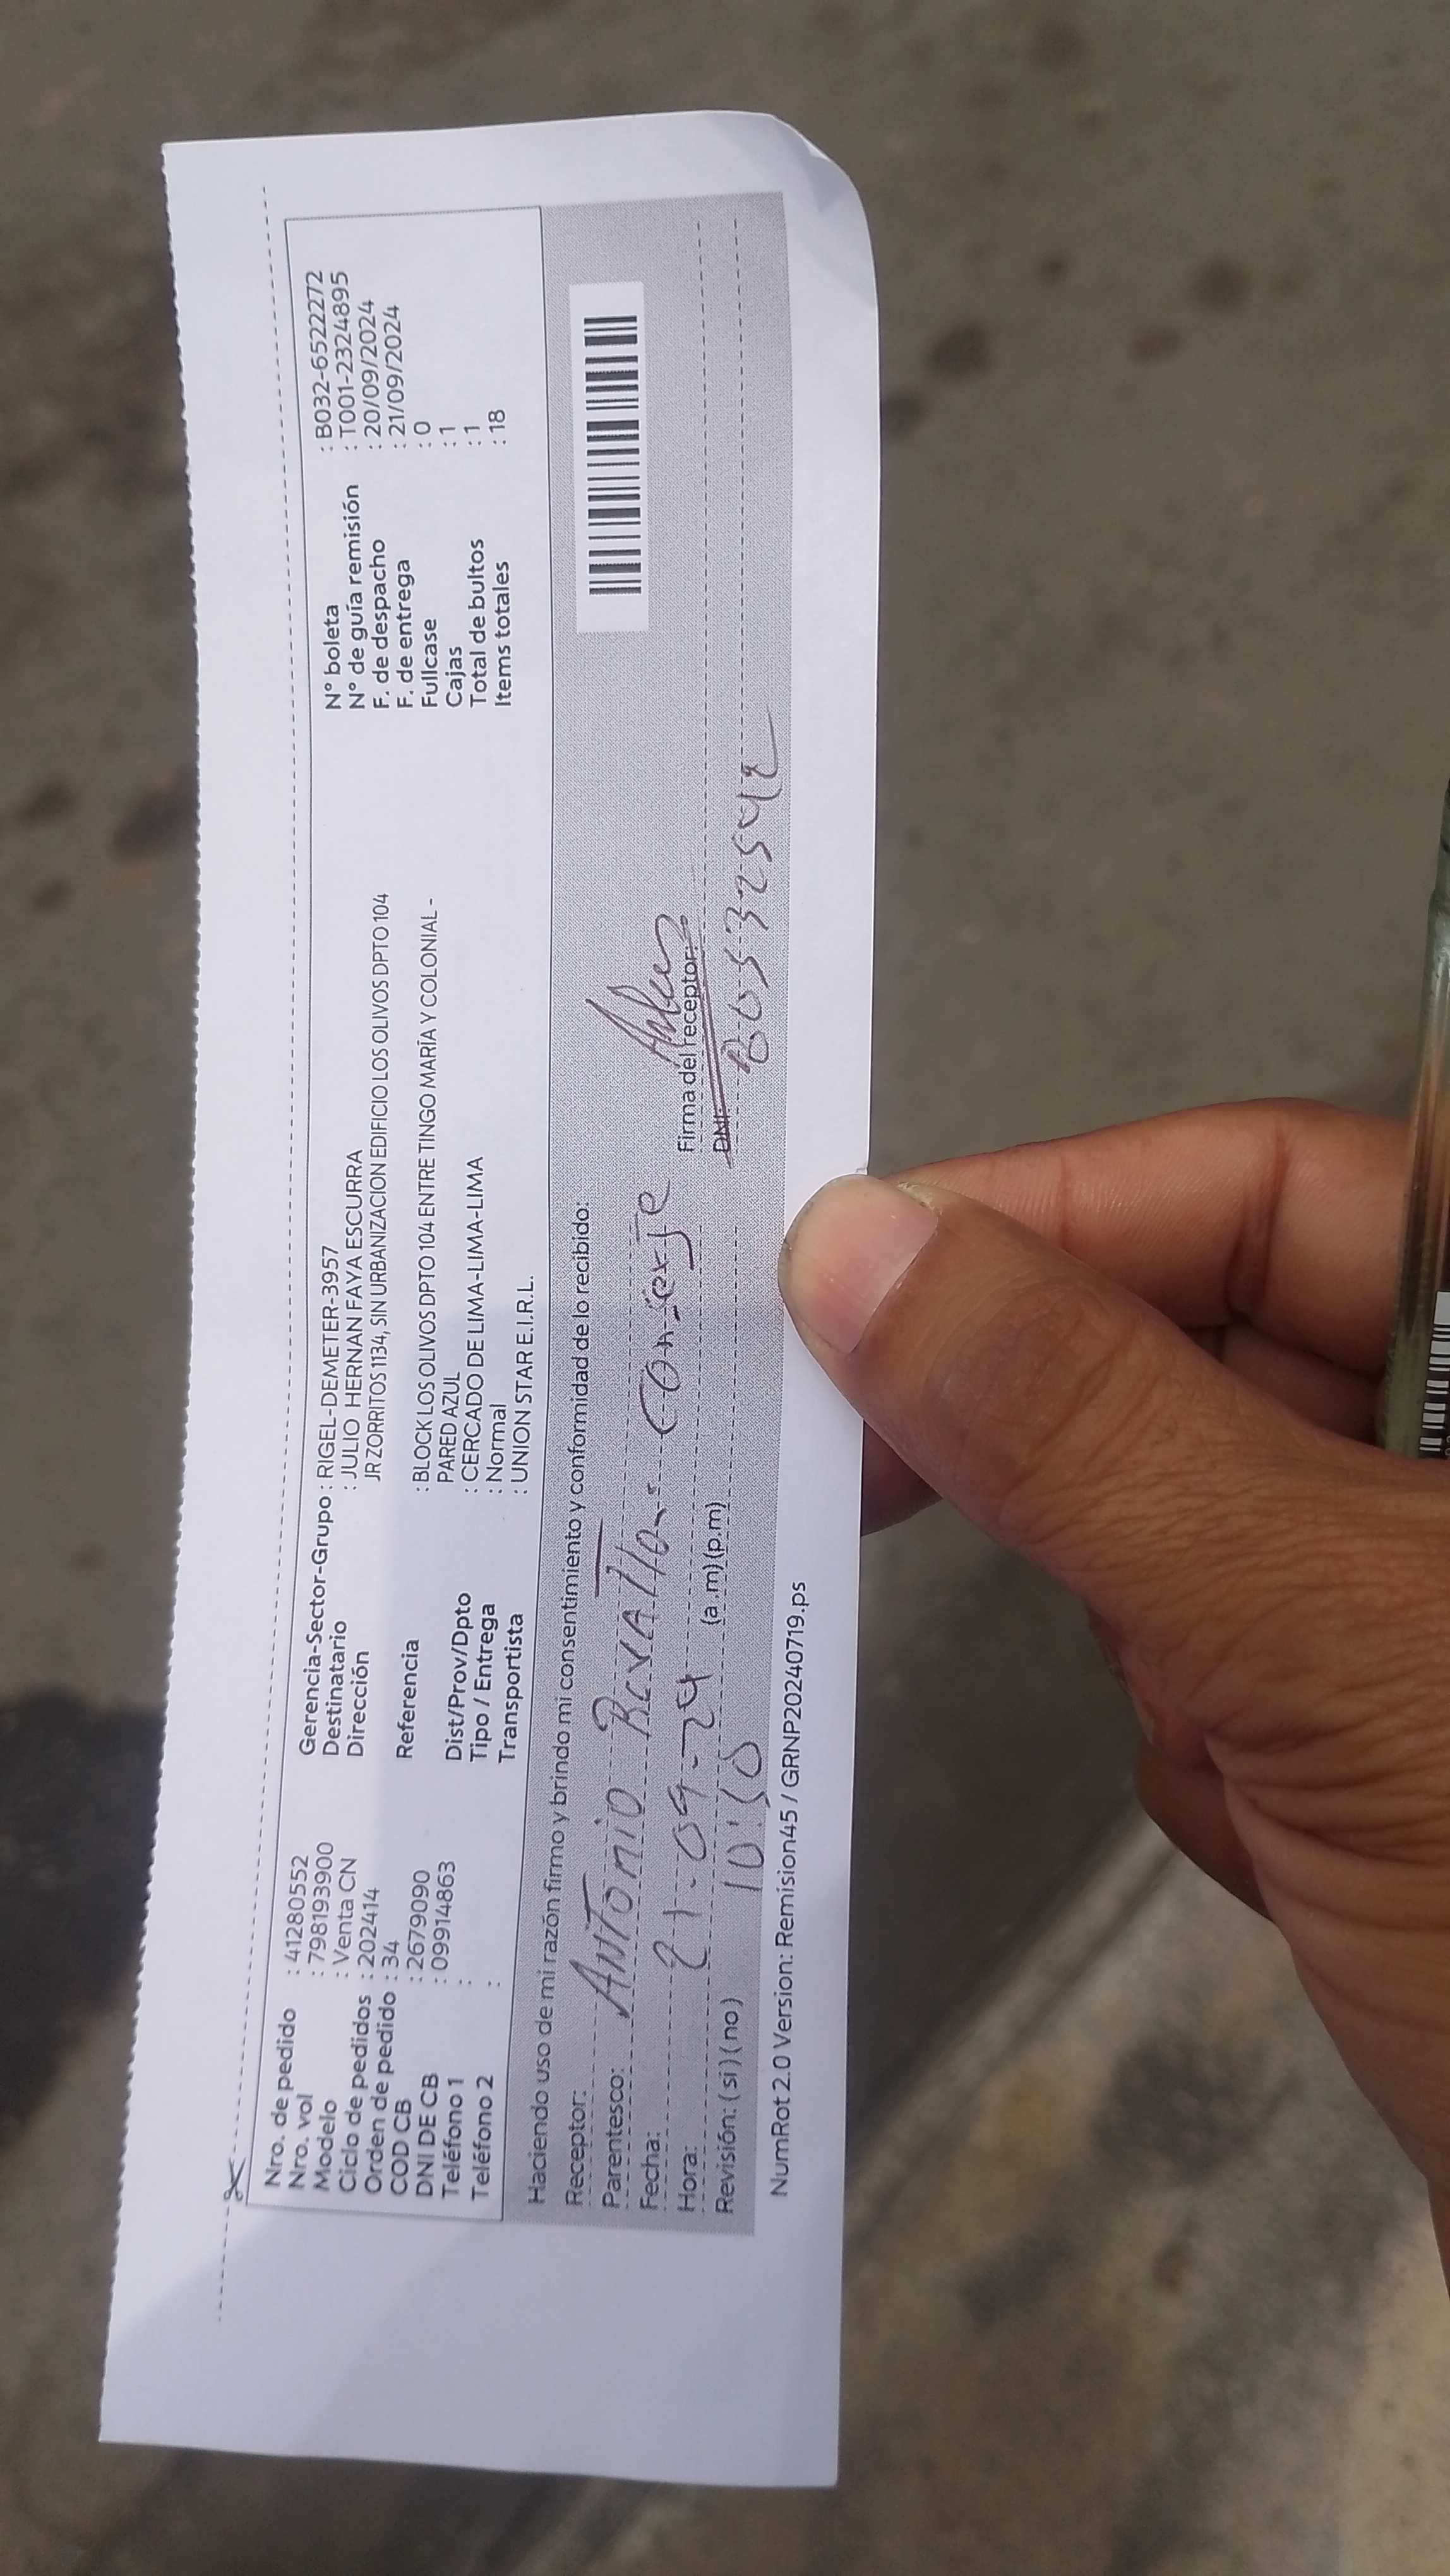 Nro. de pedido : 41280552
Nro. vol : 798193900
Modelo : Venta CN
Ciclo de pedidos : 202414
Orden de pedido : 34
COD CB : 2679090
DNI DE CB : 09914863
Teléfono 1 :
Teléfono 2 :
Gerencia-Sector-Grupo : RIGEL-DEMETER-3957
Destinatario : JULIO HERNAN FAYA ESCURRA
Dirección JR ZORRITOS 1134, SIN URBANIZACION EDIFICIO LOS OLIVOS DPTO 104
Referencia : BLOCK LOS OLIVOS DPTO 104 ENTRE TINGO MARÍA Y COLONIAL -
PARED AZUL
Dist/Prov/Dpto : CERCADO DE LIMA-LIMA-LIMA
Tipo / Entrega : Normal
Transportista : UNION STAR E.I.R.L.
N° boleta : B032-6522272
N° de guía remisión : T001-2324895
F. de despacho : 20/09/2024
F. de entrega : 21/09/2024
Fullcase : 0
Cajas : 1
Total de bultos : 1
Items totales : 18
Haciendo uso de mi razón firmo y brindo mi consentimiento y conformidad de lo recibido:
Receptor:
Parentesco: Antonio Conserje
Fecha: 21-09-24
Hora: 10:50 (a.m) (p.m)
Revisión: (si) (no)
Firma del receptor:
DNI:
NumRot 2.0 Version: Remision45 / GRNP20240719.ps